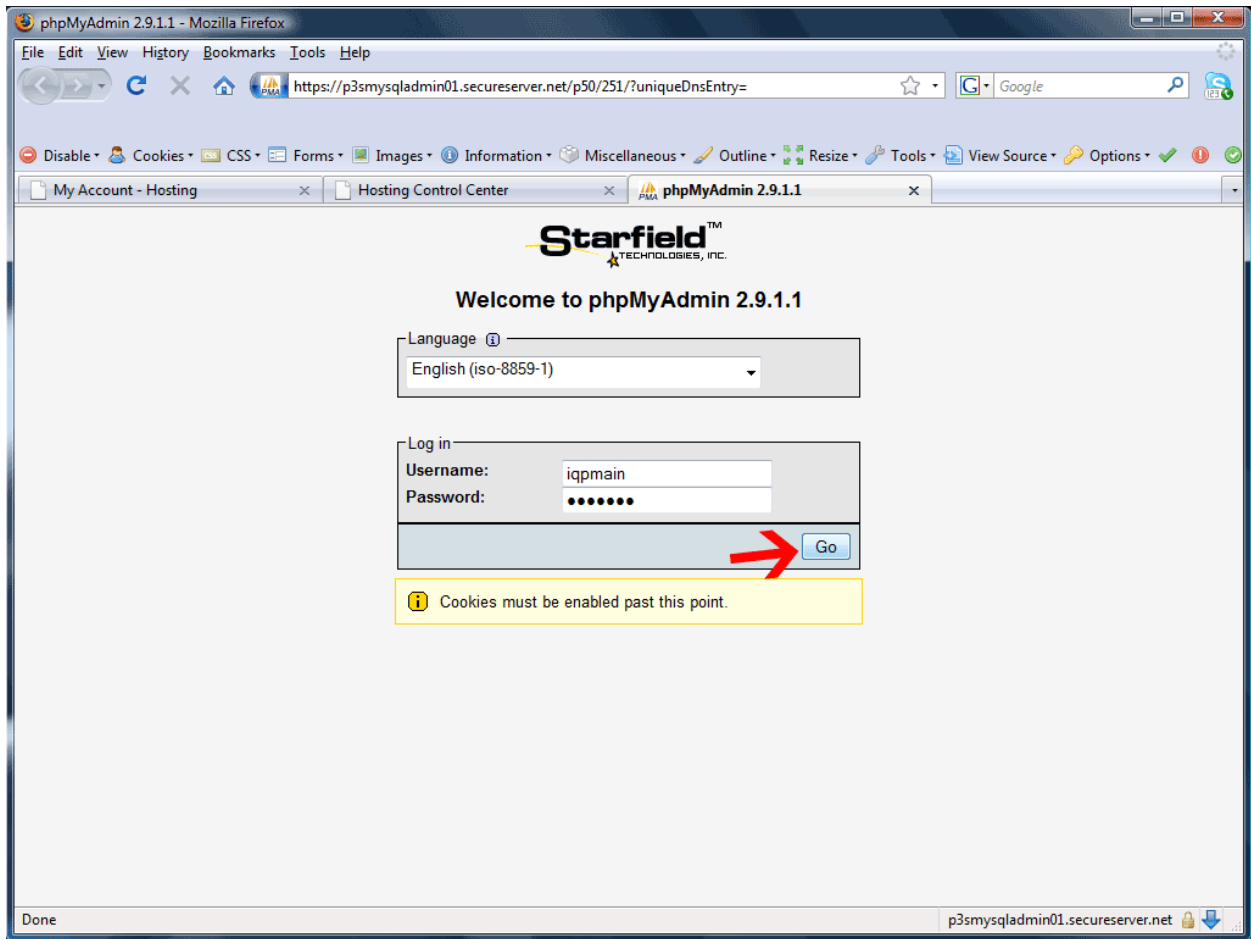 phpMyAdmin 2.9.1.1 - Mozilla Firefox
File Edit View History Bookmarks Tools Help
PMA https://p3smysqladmin01.secureserver.net/p50/251/?uniqueDnsEntry= G Google 123
Disable Cookies CSS Forms Images Information Miscellaneous Outline Resize Tools View Source Options
My Account - Hosting Hosting Control Center PMA phpMyAdmin 2.9.1.1
Starfield™
TECHNOLOGIES, INC.
Welcome to phpMyAdmin 2.9.1.1
Language
English (iso-8859-1)
Log in
Username: iqpmain
Password: •••••••
Go
Cookies must be enabled past this point.
Done p3smysqladmin01.secureserver.net